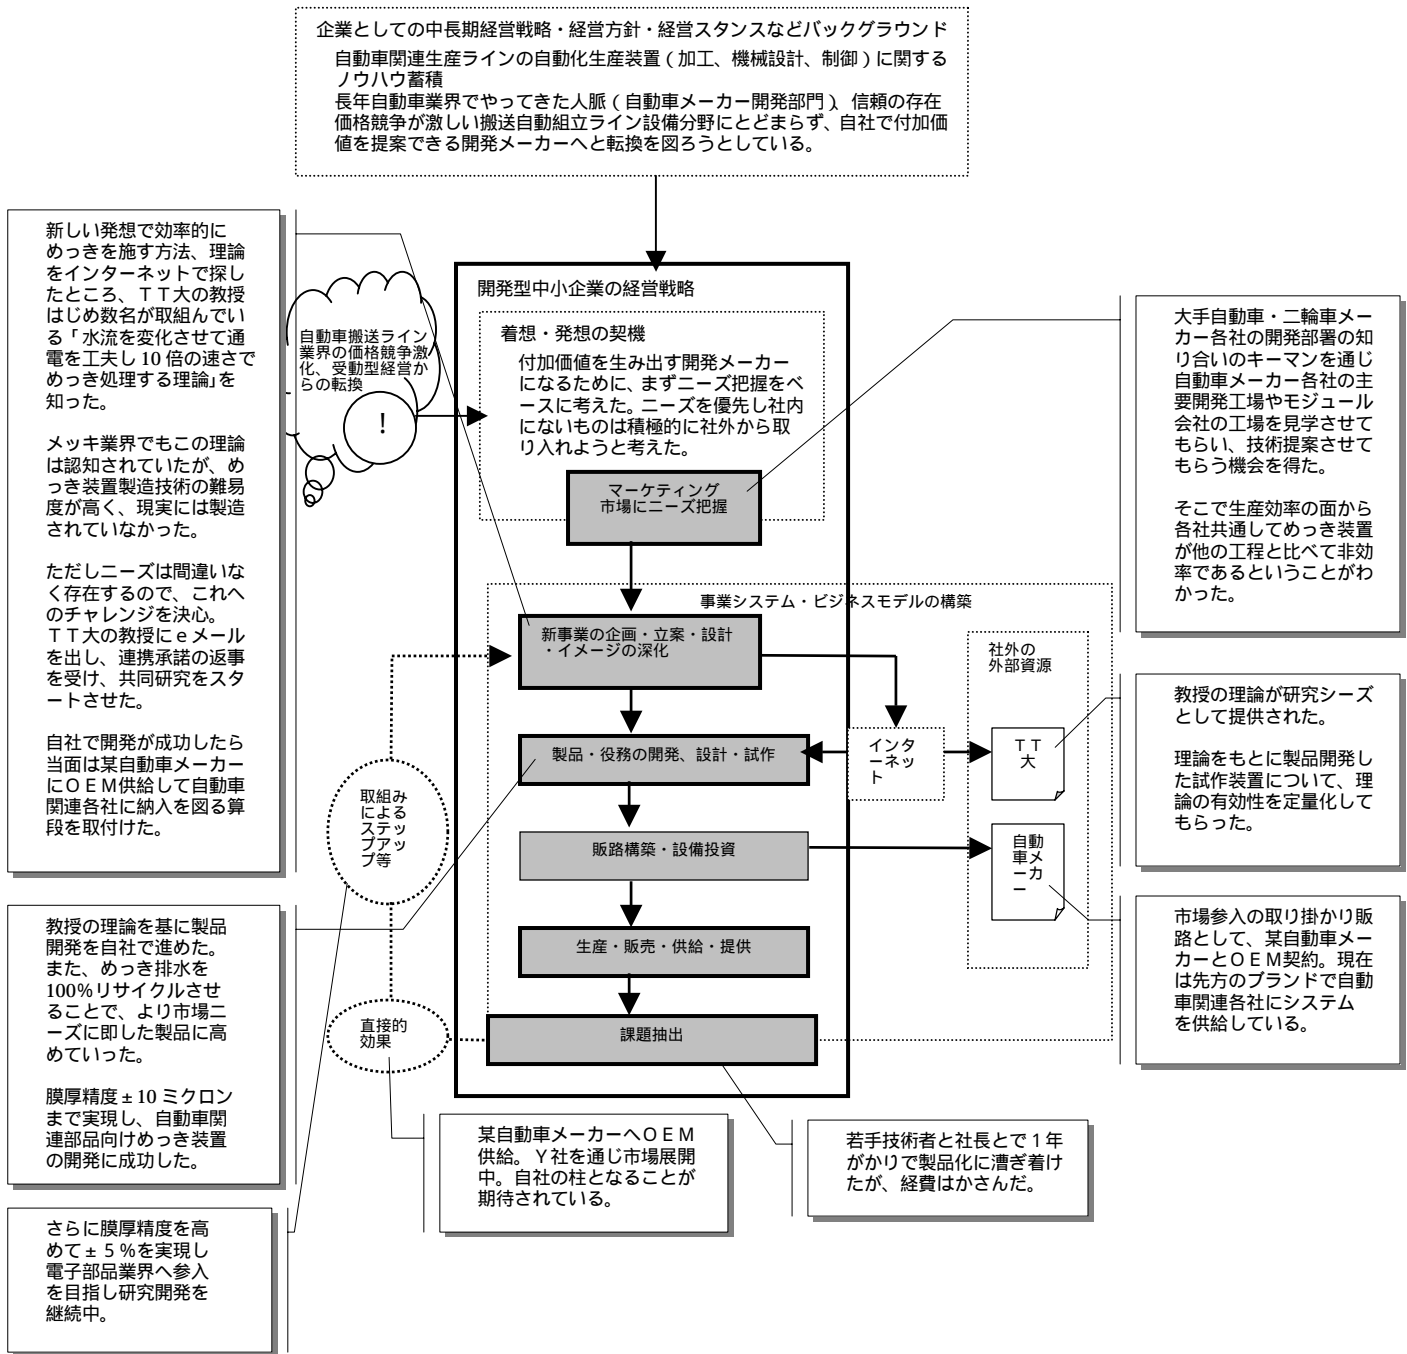 企業としての中長期経営戦略・経営方針・経営スタンスなどバックグラウンド
自動車関連生産ラインの自動化生産装置(加工、機械設計、制御)に関する
ノウハウ蓄積
長年自動車業界でやってきた人脈(自動車メーカー開発部門)、信頼の存在
価格競争が激しい搬送自動組立ライン設備分野にとどまらず、自社で付加価
値を提案できる開発メーカーへと転換を図ろうとしている。
新しい発想で効率的に
めっきを施す方法、理論
をインターネットで探し
たところ、TT大の教授
はじめ数名が取組んでい
る「水流を変化させて通
電を工夫し10倍の速さで
めっき処理する理論」を
知った。
メッキ業界でもこの理論
は認知されていたが、め
っき装置製造技術の難易
度が高く、現実には製造
されていなかった。
ただしニーズは間違いな
く存在するので、これへ
のチャレンジを決心。
TT大の教授にeメール
を出し、連携承諾の返事
を受け、共同研究をスタ
ートさせた。
自社で開発が成功したら
当面は某自動車メーカー
にOEM供給して自動車
関連各社に納入を図る算
段を取付けた。
自動車搬送ライン
業界の価格競争激
化、受動型経営か
らの転換
!
開発型中小企業の経営戦略
着想・発想の契機
付加価値を生み出す開発メーカー
になるために、まずニーズ把握をベ
ースに考えた。ニーズを優先し社内
にないものは積極的に社外から取
り入れようと考えた。
マーケティング
市場にニーズ把握
大手自動車・二輪車メー
カー各社の開発部署の知
り合いのキーマンを通じ
自動車メーカー各社の主
要開発工場やモジュール
会社の工場を見学させて
もらい、技術提案させて
もらう機会を得た。
そこで生産効率の面から
各社共通してめっき装置
が他の工程と比べて非効
率であるということがわ
かった。
事業システム・ビジネスモデルの構築
新事業の企画・立案・設計
・イメージの深化
社外の
外部資源
製品・役務の開発、設計・試作
インタ
ーネッ
ト
TT
大
教授の理論が研究シーズ
として提供された。
理論をもとに製品開発し
た試作装置について、理
論の有効性を定量化して
もらった。
取組み
による
ステッ
プアッ
プ等
販路構築・設備投資
自動
車メ
ーカ
ー
教授の理論を基に製品
開発を自社で進めた。
また、めっき排水を
100%リサイクルさせ
ることで、より市場ニ
ーズに即した製品に高
めていった。
膜厚精度±10ミクロン
まで実現し、自動車関
連部品向けめっき装置
の開発に成功した。
生産・販売・供給・提供
市場参入の取り掛かり販
路として、某自動車メー
カーとOEM契約。現在
は先方のブランドで自動
車関連各社にシステム
を供給している。
直接的
効果
課題抽出
某自動車メーカーへOEM
供給。Y社を通じ市場展開
中。自社の柱となることが
期待されている。
若手技術者と社長とで1年
がかりで製品化に漕ぎ着け
たが、経費はかさんだ。
さらに膜厚精度を高
めて±5%を実現し
電子部品業界へ参入
を目指し研究開発を
継続中。